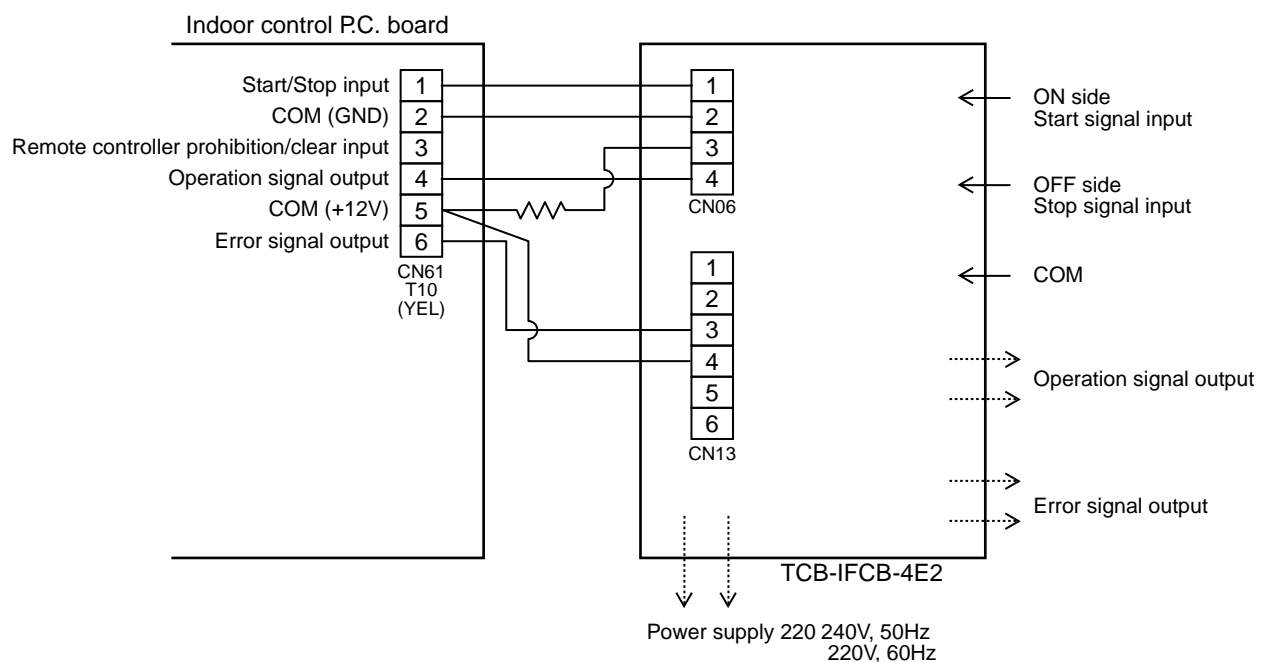 Indoor control P.C. board
Start/Stop input 1
COM (GND) 2
Remote controller prohibition/clear input 3
Operation signal output 4
COM (+12V) 5
Error signal output 6
CN61
T10
(YEL)
1
2
3
4
CN06
1
2
3
4
5
6
CN13
ON side
Start signal input
OFF side
Stop signal input
COM
Operation signal output
Error signal output
TCB-IFCB-4E2
Power supply 220 240V, 50Hz
220V, 60Hz